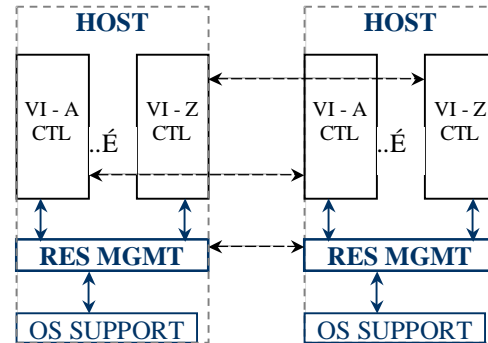 HOST
VI - A
CTL
..É
VI - Z
CTL
RES MGMT
OS SUPPORT
HOST
VI - A
CTL
..É
VI - Z
CTL
RES MGMT
OS SUPPORT